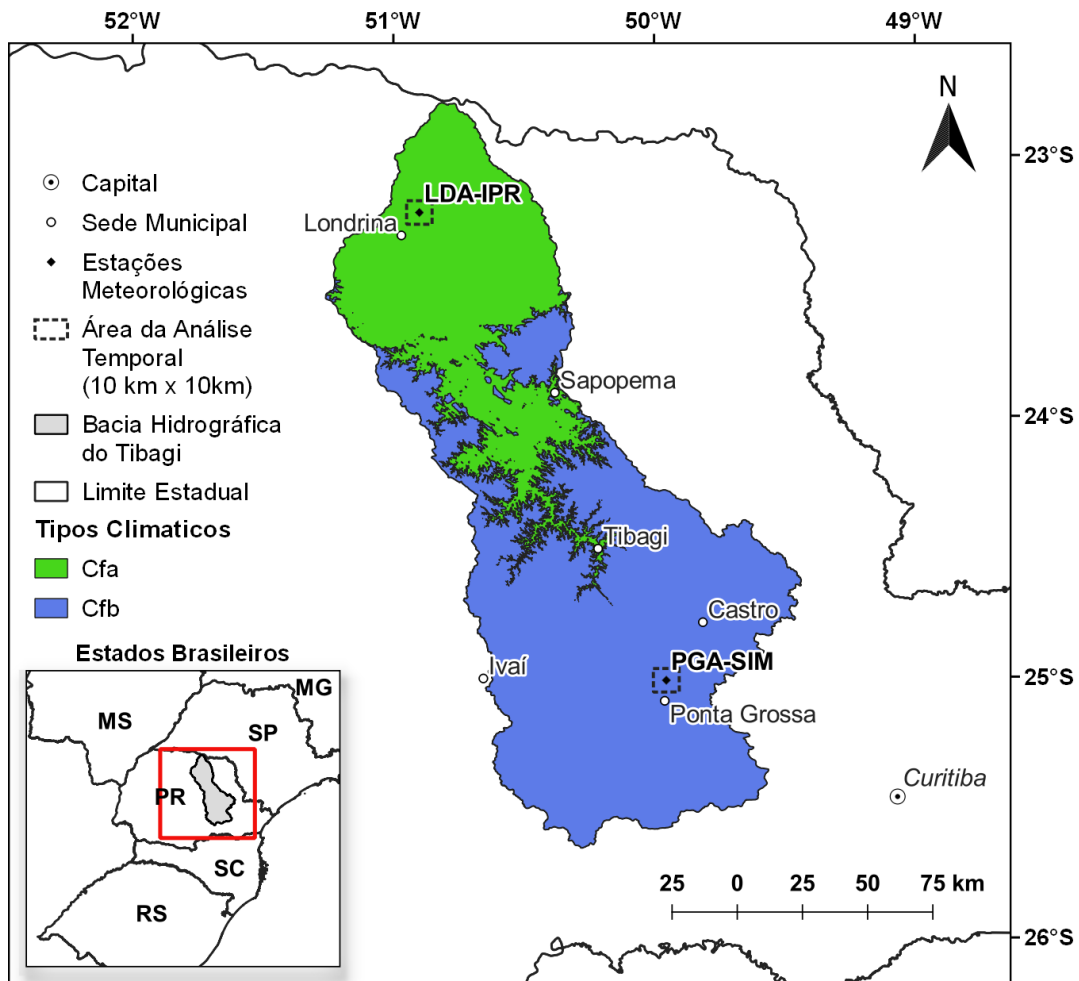 52°W
51°W
50°W
49°W
N
23°S
24°S
25°S
26°S
Capital
Sede Municipal
Estações
Meteorológicas
Área da Análise
Temporal
(10 km x 10km)
Bacia Hidrográfica
do Tibagi
Limite Estadual
Tipos Climaticos
Cfa
Cfb
LDA-IPR
Londrina
Sapopema
Tibagi
Castro
PGA-SIM
Ivaí
Ponta Grossa
Curitiba
Estados Brasileiros
MG
MS
SP
PR
SC
RS
25 0 25 50 75 km